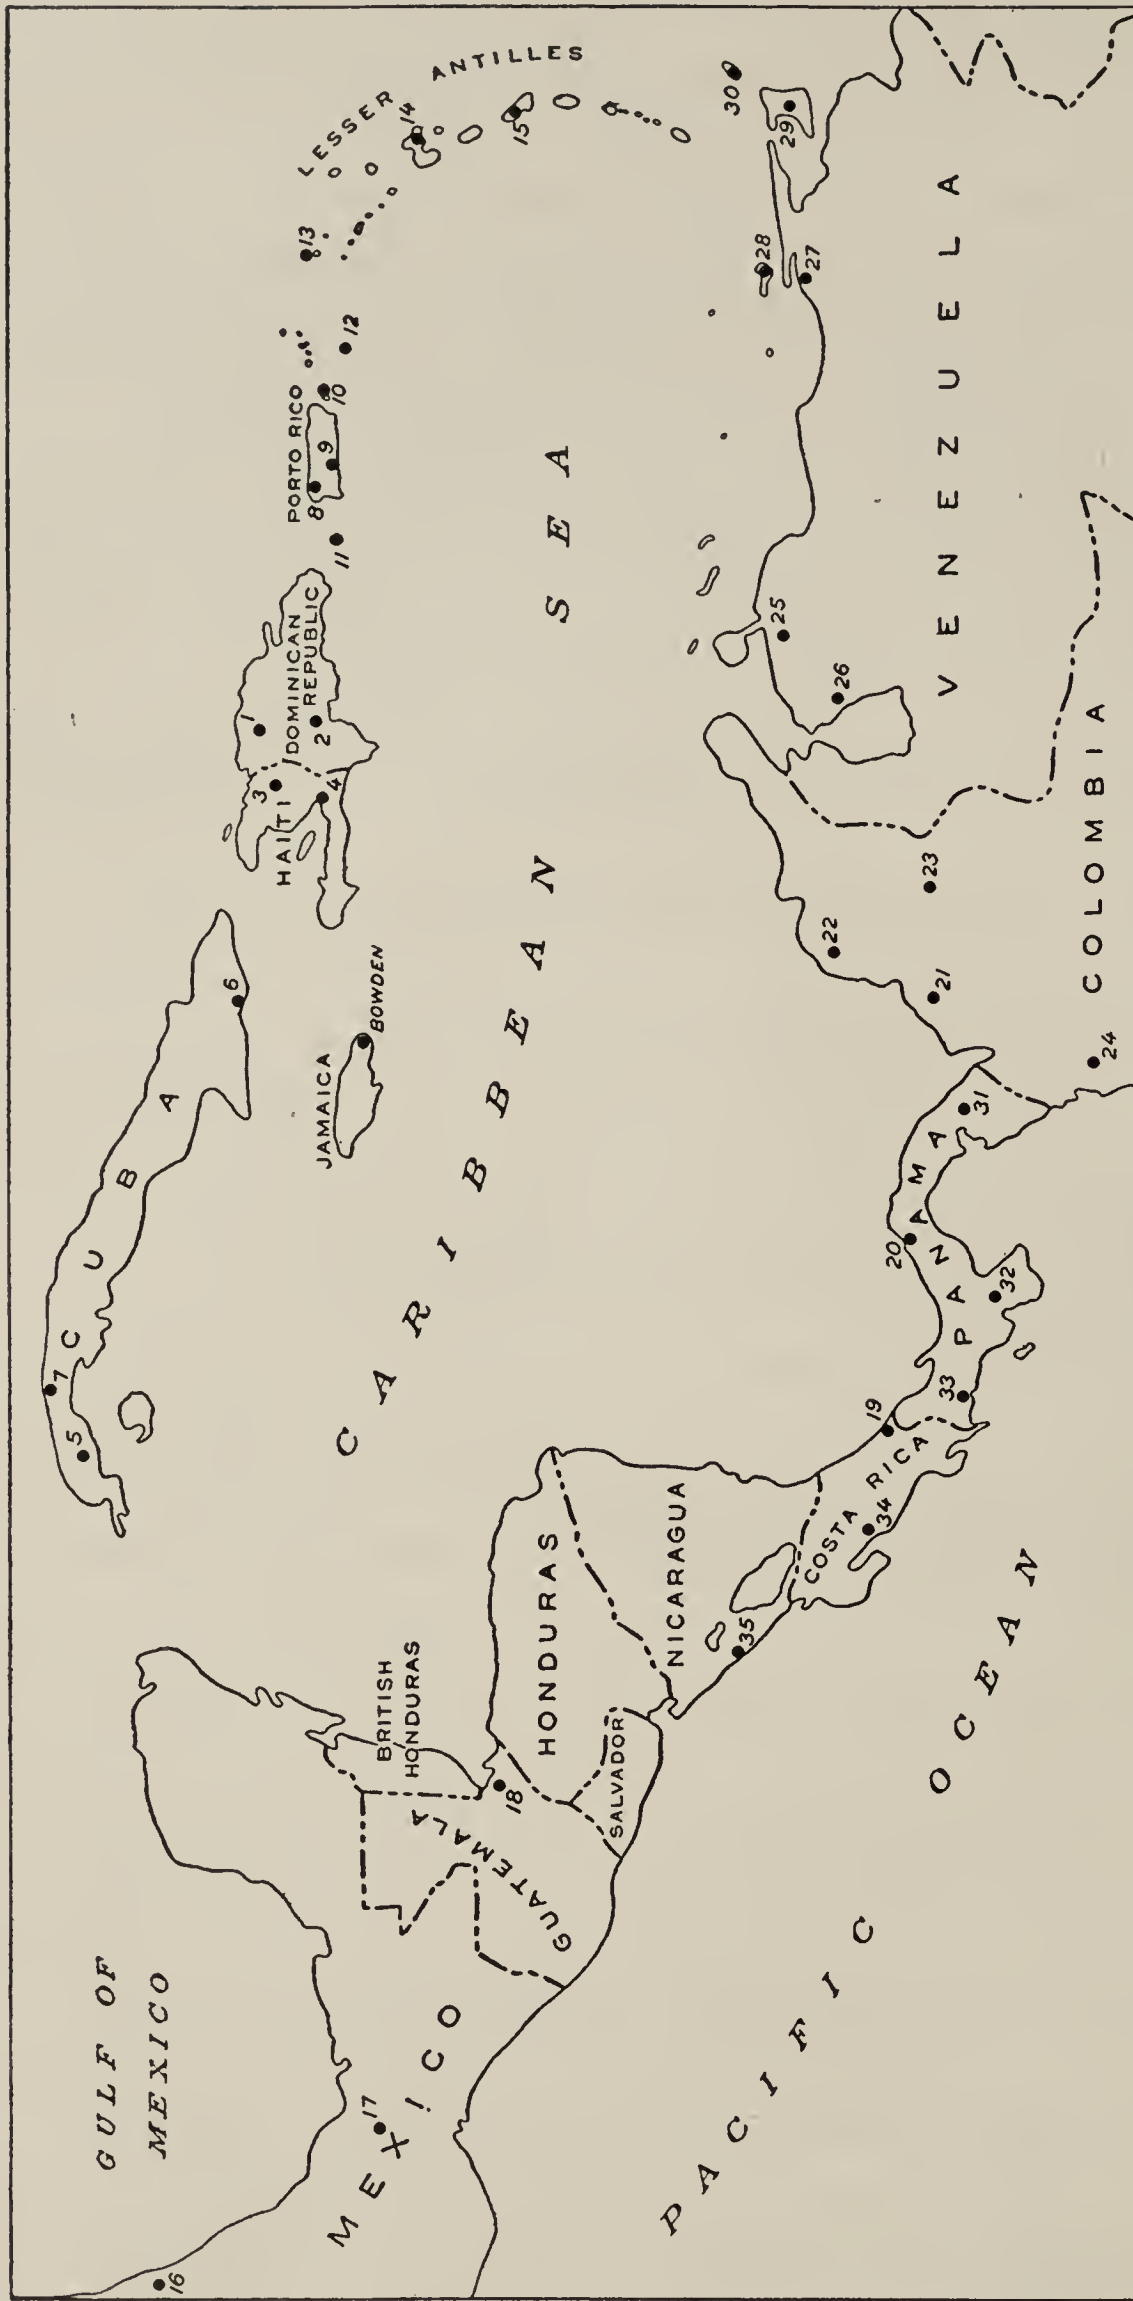 GULF OF
MEXICO
LESSER ANTILLES
CUBA
7
5
6
JAMAICA
BOWDEN
HAITI
DOMINICAN
REPUBLIC
1
2
3
4
PORTO RICO
8
9
10
11
12
13
14
15
CARIBBEAN SEA
16
MEXICO
17
BRITISH
HONDURAS
GUATEMALA
18
HONDURAS
SALVADOR
NICARAGUA
35
COSTA RICA
34
19
33
PANAMA
20
32
31
PACIFIC OCEAN
COLOMBIA
24
21
22
23
VENEZUELA
26
25
27
28
29
30